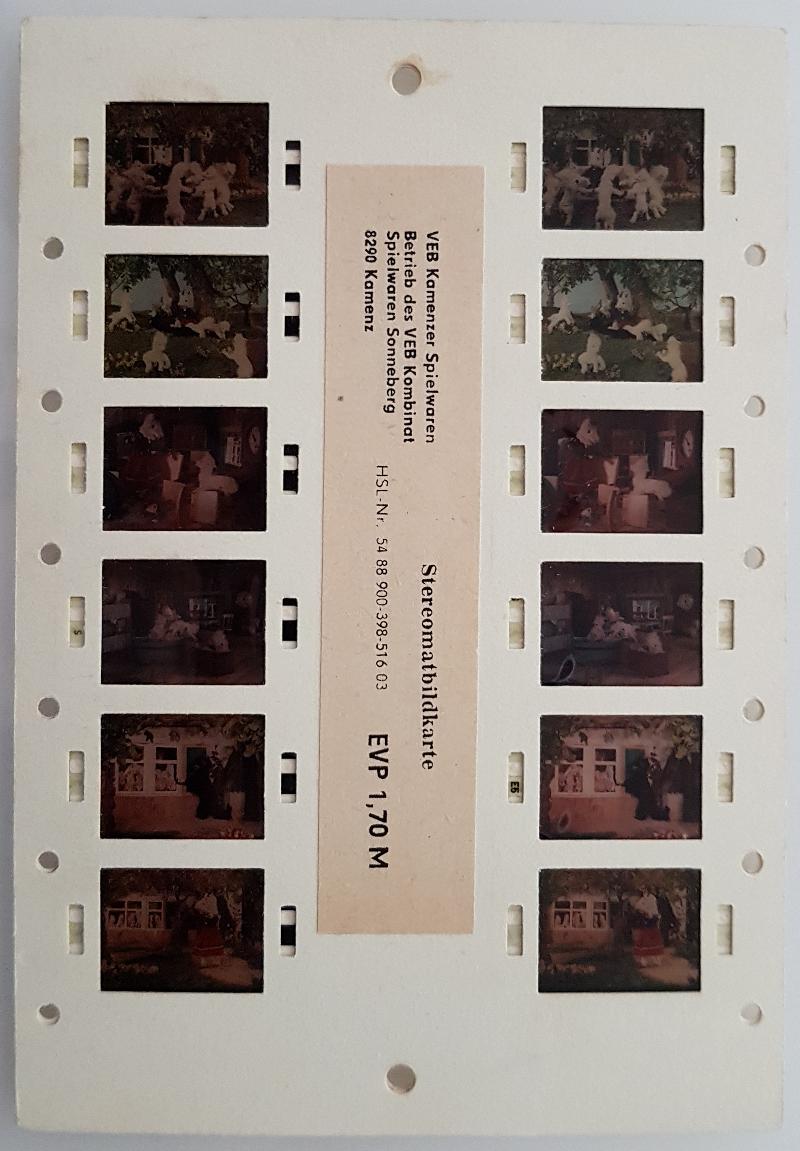 VEB Kamenzer Spielwaren
Betrieb des VEB Kombinat
Spielwaren Sonneberg
8290 Kamenz
Stereomatbildkarte
HSL-Nr. 54 88 900-398-516 03
EVP 1,70 M
S